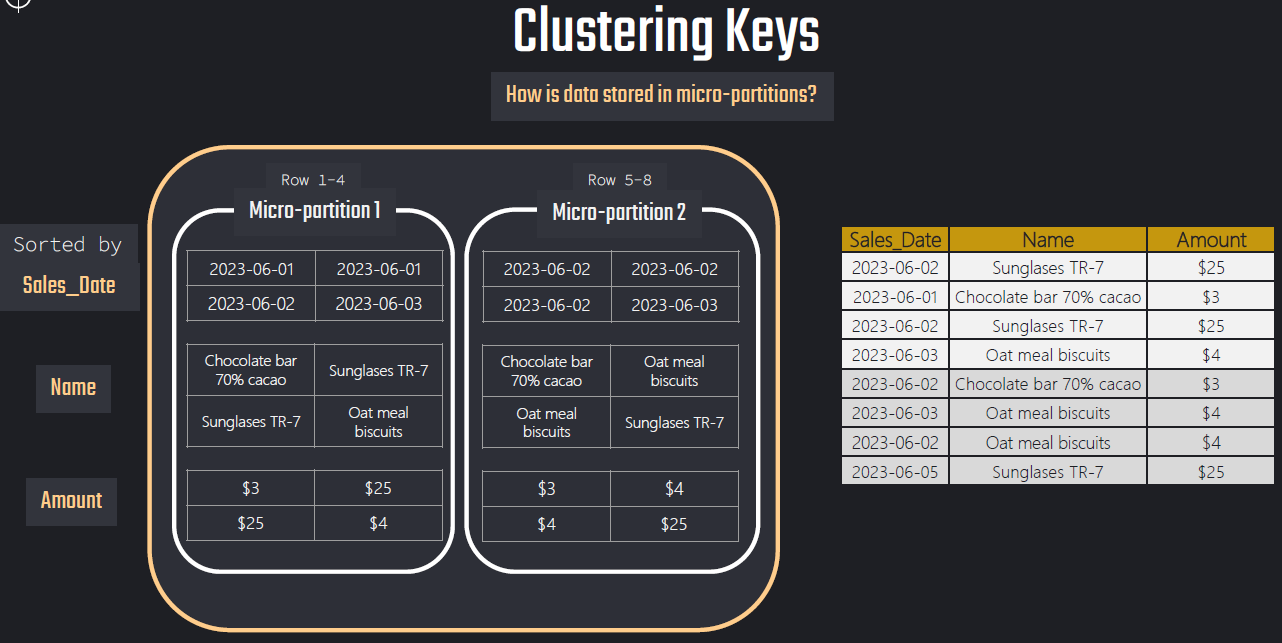 Clustering Keys
How is data stored in micro-partitions?
Row 1-4
Micro-partition 1
Row 5-8
Micro-partition 2
Sorted by
Sales_Date
2023-06-01 2023-06-01
2023-06-02 2023-06-03
2023-06-02 2023-06-02
2023-06-02 2023-06-03
Name
Chocolate bar
70% cacao
Sunglases TR-7
Sunglases TR-7
Oat meal
biscuits
Chocolate bar
70% cacao
Oat meal
biscuits
Oat meal
biscuits
Sunglases TR-7
Amount
$3 $25
$25 $4
$3 $4
$4 $25
Sales_Date Name Amount
2023-06-02 Sunglases TR-7 $25
2023-06-01 Chocolate bar 70% cacao $3
2023-06-02 Sunglases TR-7 $25
2023-06-03 Oat meal biscuits $4
2023-06-02 Chocolate bar 70% cacao $3
2023-06-03 Oat meal biscuits $4
2023-06-02 Oat meal biscuits $4
2023-06-05 Sunglases TR-7 $25